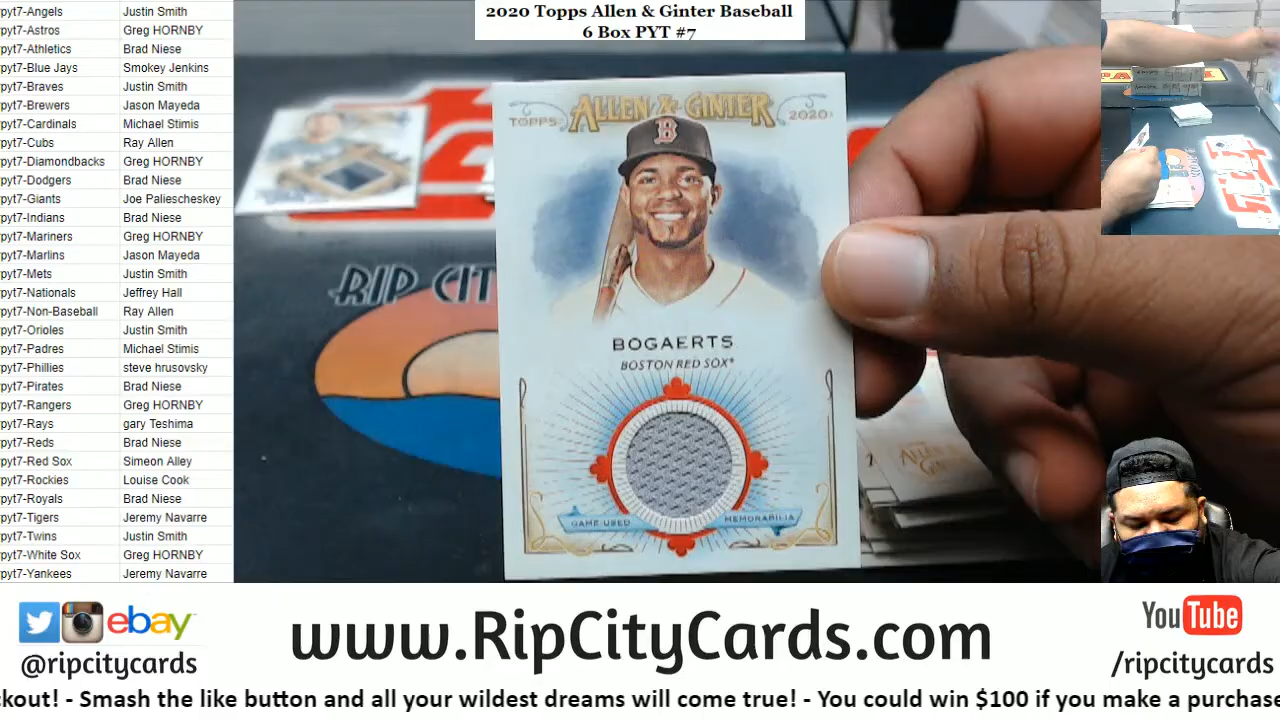 pyt7-Angels Justin Smith
pyt7-Astros Greg HORNBY
pyt7-Athletics Brad Niese
pyt7-Blue Jays Smokey Jenkins
pyt7-Braves Justin Smith
pyt7-Brewers Jason Mayeda
pyt7-Cardinals Michael Stimis
pyt7-Cubs Ray Allen
pyt7-Diamondbacks Greg HORNBY
pyt7-Dodgers Brad Niese
pyt7-Giants Joe Paliescheskey
pyt7-Indians Brad Niese
pyt7-Mariners Greg HORNBY
pyt7-Marlins Jason Mayeda
pyt7-Mets Justin Smith
pyt7-Nationals Jeffrey Hall
pyt7-Non-Baseball Ray Allen
pyt7-Orioles Justin Smith
pyt7-Padres Michael Stimis
pyt7-Phillies steve hrusovsky
pyt7-Pirates Brad Niese
pyt7-Rangers Greg HORNBY
pyt7-Rays gary Teshima
pyt7-Reds Brad Niese
pyt7-Red Sox Simeon Alley
pyt7-Rockies Louise Cook
pyt7-Royals Brad Niese
pyt7-Tigers Jeremy Navarre
pyt7-Twins Justin Smith
pyt7-White Sox Greg HORNBY
pyt7-Yankees Jeremy Navarre
2020 Topps Allen & Ginter Baseball
6 Box PYT #7
TOPPS ALLEN & GINTER 2020
B
BOGAERTS
BOSTON RED SOX*
GAME-USED MEMORABILIA
RIP CIT
ALLEN
GINTER
ebay
@ripcitycards
www.RipCityCards.com
YouTube
/ripcitycards
ckout! - Smash the like button and all your wildest dreams will come true! - You could win $100 if you make a purchase